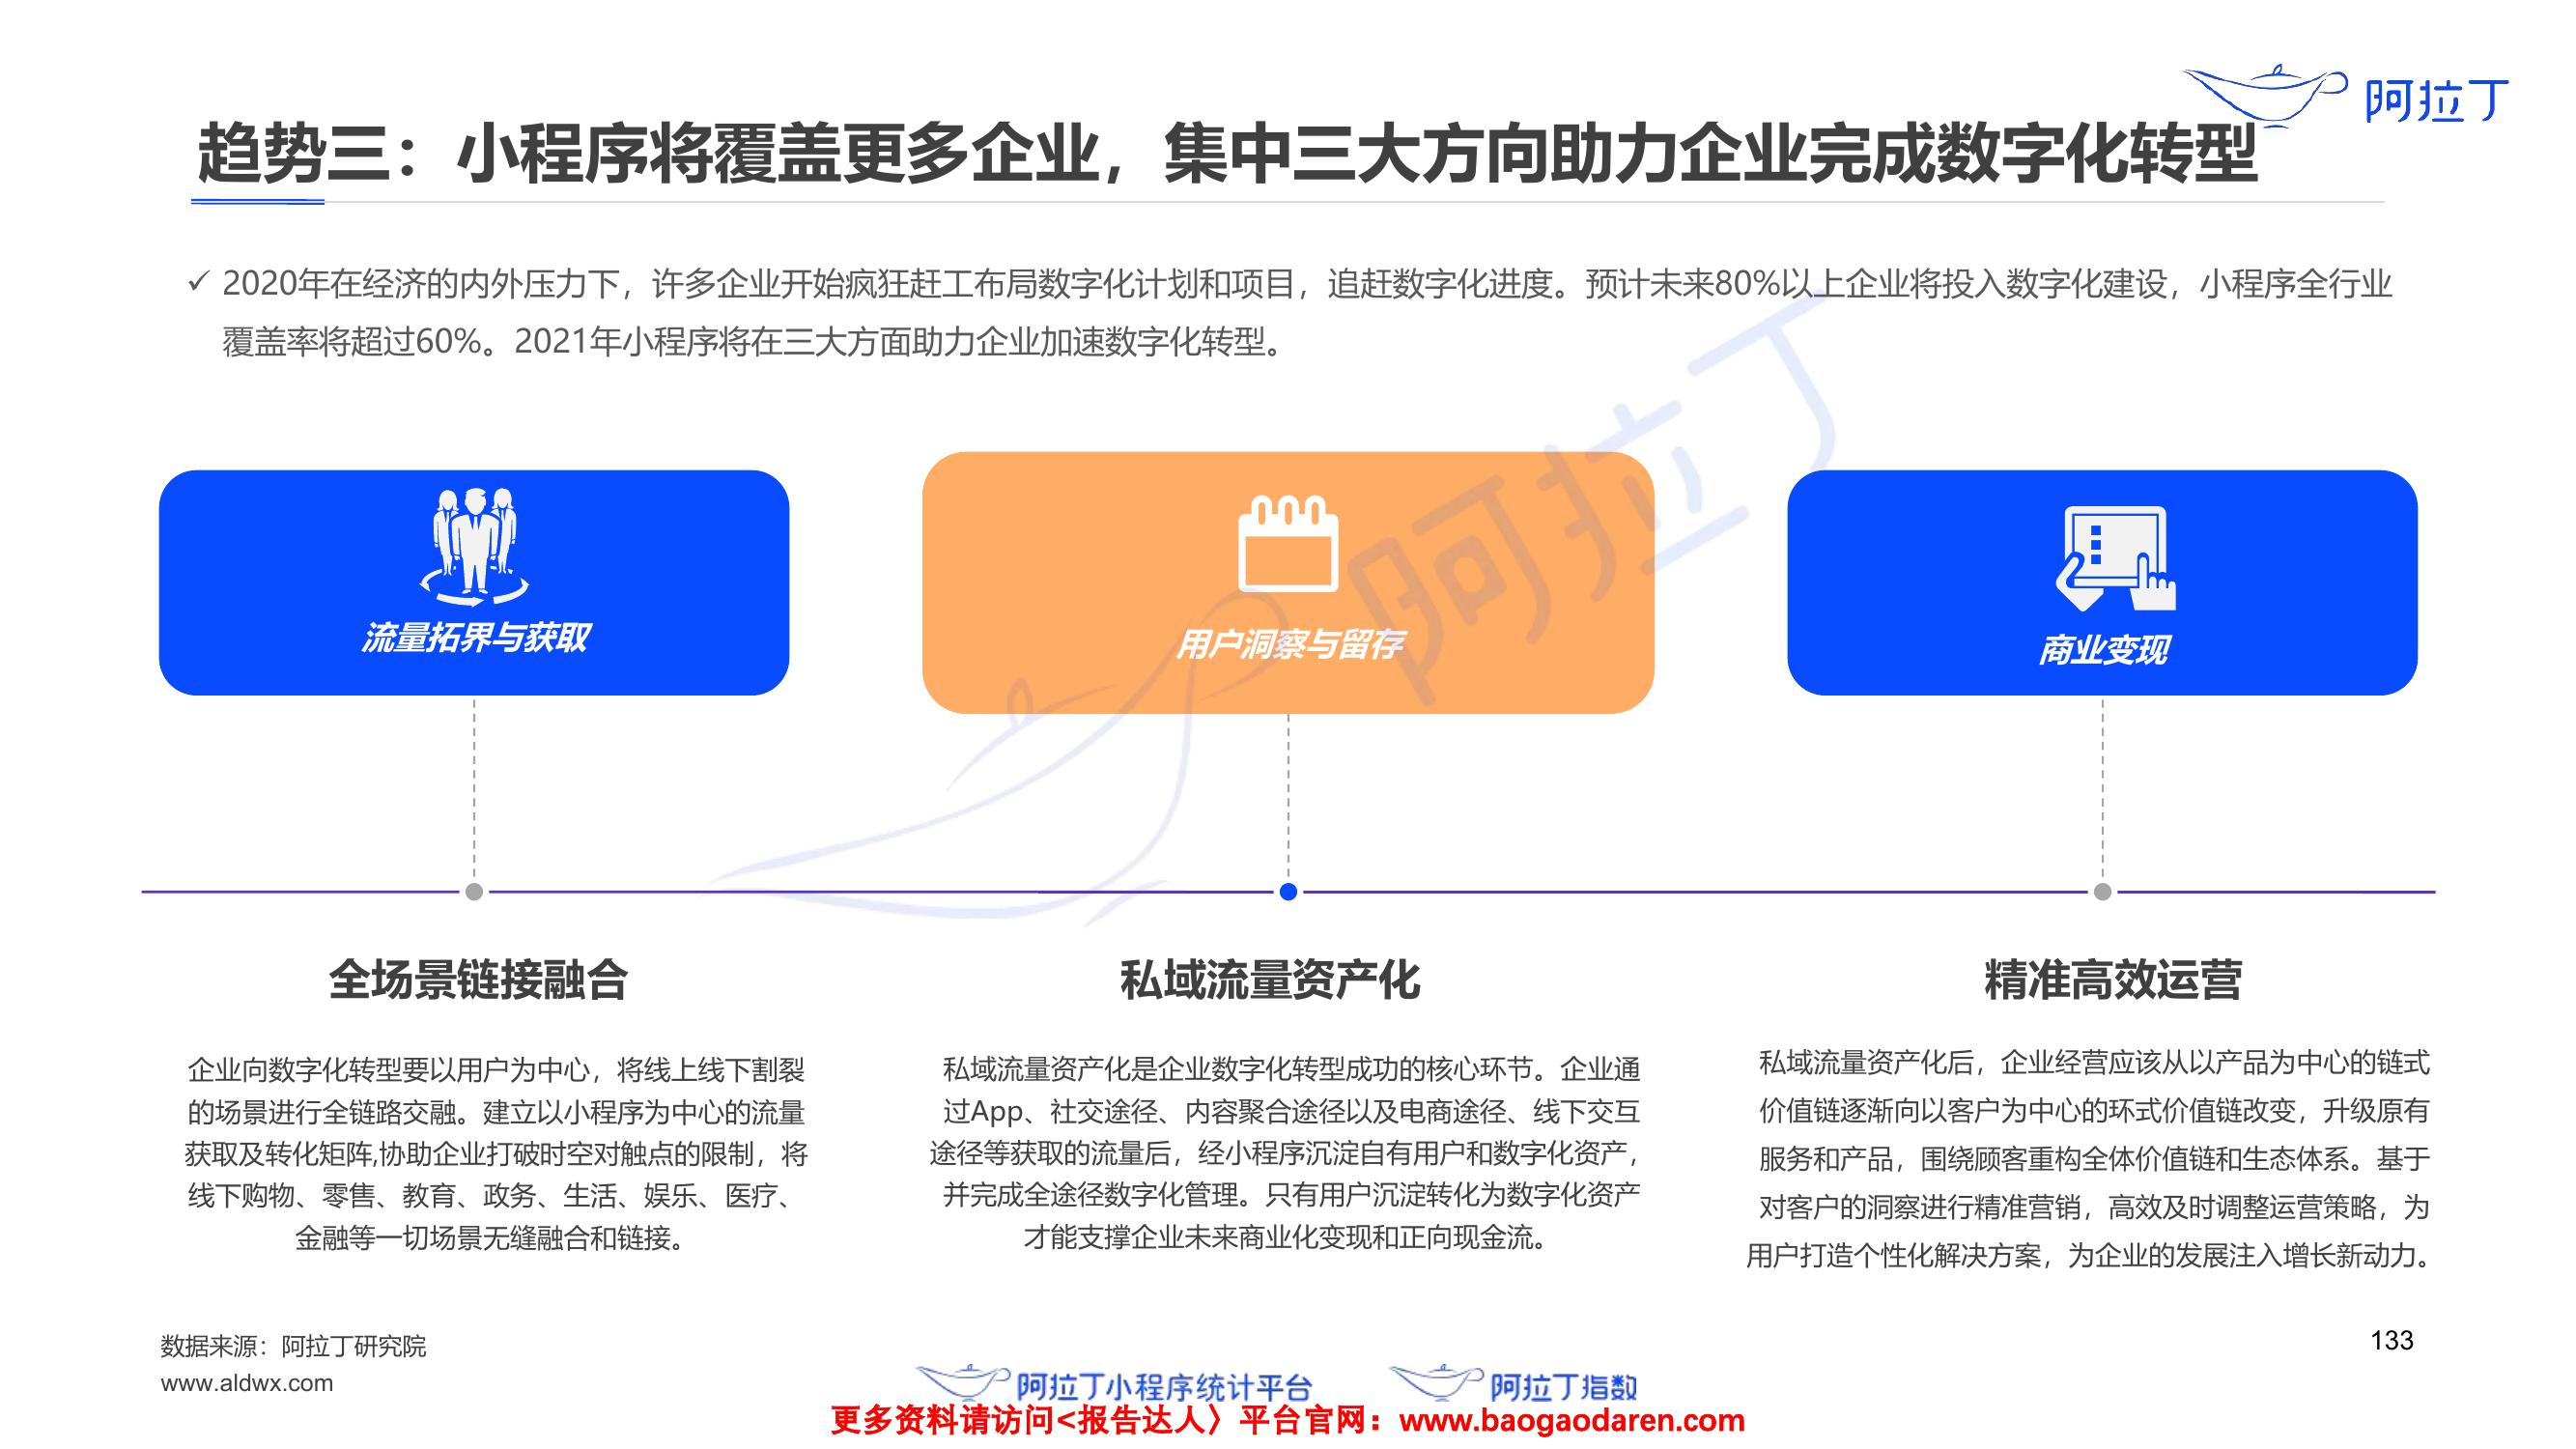 阿拉丁
趋势三：小程序将覆盖更多企业，集中三大方向助力企业完成数字化转型
✓ 2020年在经济的内外压力下，许多企业开始疯狂赶工布局数字化计划和项目，追赶数字化进度。预计未来80%以上企业将投入数字化建设，小程序全行业
覆盖率将超过60%。2021年小程序将在三大方面助力企业加速数字化转型。
阿拉丁
流量拓界与获取
用户洞察与留存
商业变现
全场景链接融合
企业向数字化转型要以用户为中心，将线上线下割裂
的场景进行全链路交融。建立以小程序为中心的流量
获取及转化矩阵,协助企业打破时空对触点的限制，将
线下购物、零售、教育、政务、生活、娱乐、医疗、
金融等一切场景无缝融合和链接。
私域流量资产化
私域流量资产化是企业数字化转型成功的核心环节。企业通
过App、社交途径、内容聚合途径以及电商途径、线下交互
途径等获取的流量后，经小程序沉淀自有用户和数字化资产，
并完成全途径数字化管理。只有用户沉淀转化为数字化资产
才能支撑企业未来商业化变现和正向现金流。
精准高效运营
私域流量资产化后，企业经营应该从以产品为中心的链式
价值链逐渐向以客户为中心的环式价值链改变，升级原有
服务和产品，围绕顾客重构全体价值链和生态体系。基于
对客户的洞察进行精准营销，高效及时调整运营策略，为
用户打造个性化解决方案，为企业的发展注入增长新动力。
数据来源：阿拉丁研究院
www.aldwx.com
133
阿拉丁小程序统计平台
阿拉丁指数
更多资料请访问<报告达人〉平台官网：www.baogaodaren.com